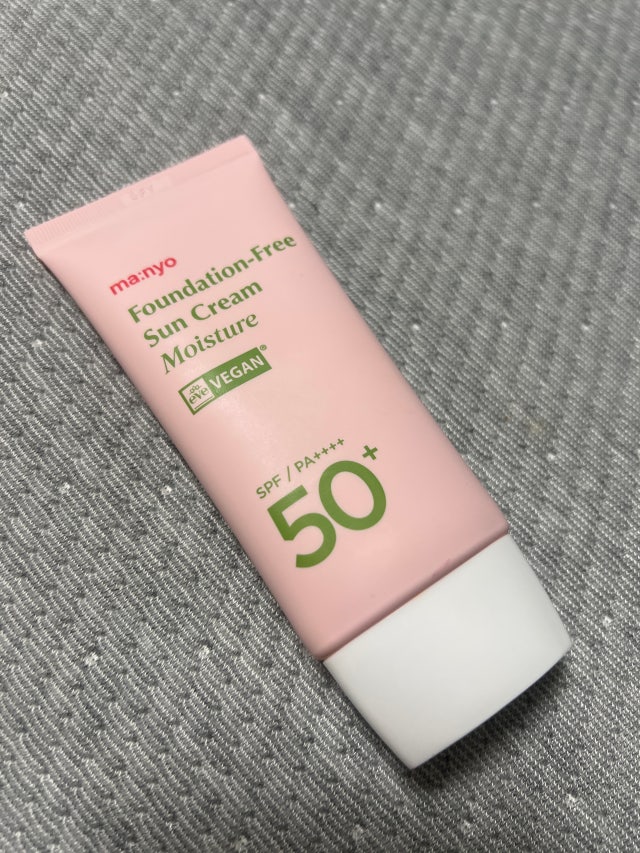 ma:nyo
Foundation-Free
Sun Cream
Moisture
eve VEGAN®
SPF / PA++++
50+